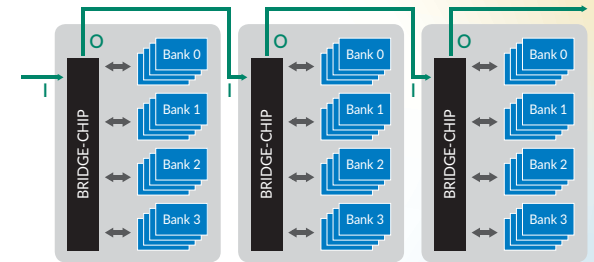 O O O
I I I
Bank 0 Bank 0 Bank 0
Bank 1 Bank 1 Bank 1
BRIDGE-CHIP BRIDGE-CHIP BRIDGE-CHIP
Bank 2 Bank 2 Bank 2
Bank 3 Bank 3 Bank 3